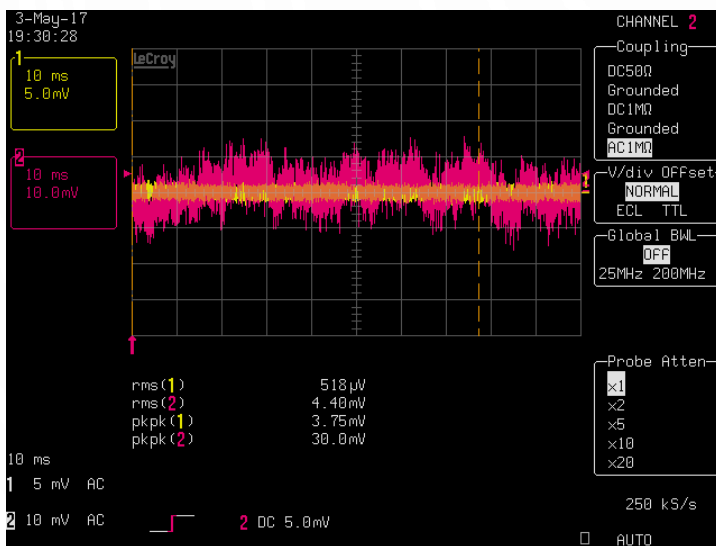 3-May-17
19:30:28
1
10 ms
5.0mV
2
10 ms
10.0mV
LeCroy
CHANNEL 2
Coupling
DC50Ω
Grounded
DC1MΩ
Grounded
AC1MΩ
V/div Offset
NORMAL
ECL TTL
Global BWL
OFF
25MHz 200MHz
Probe Atten
×1
×2
×5
×10
×20
rms(1) 518µV
rms(2) 4.40mV
pkpk(1) 3.75mV
pkpk(2) 30.0mV
10 ms
1 5 mV AC
2 10 mV AC
2 DC 5.0mV
250 kS/s
AUTO